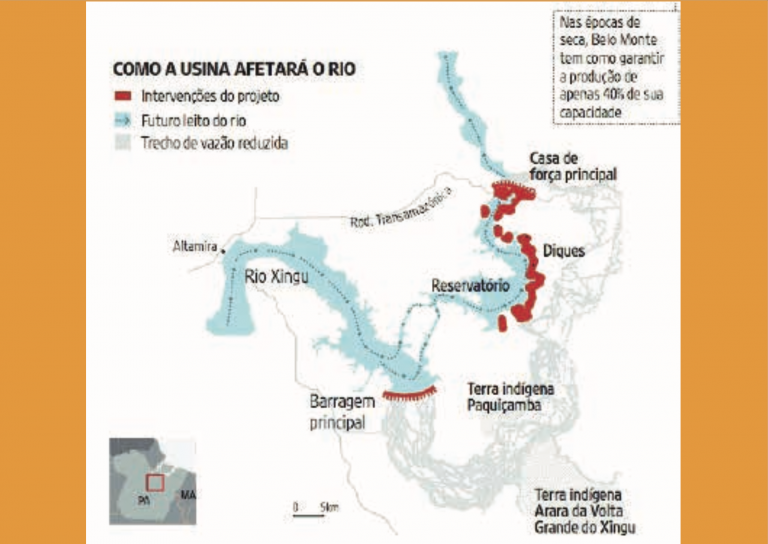 Nas épocas de
seca, Belo Monte
tem como garantir
a produção de
apenas 40% de sua
capacidade
COMO A USINA AFETARÁ O RIO
Intervenções do projeto
Futuro leito do rio
Trecho de vazão reduzida
Casa de
força principal
Rod. Transamazônica
Altamira
Rio Xingu
Diques
Reservatório
Barragem
principal
Terra indígena
Paquiçamba
PA
MA
0 5km
Terra indígena
Arara da Volta
Grande do Xingu